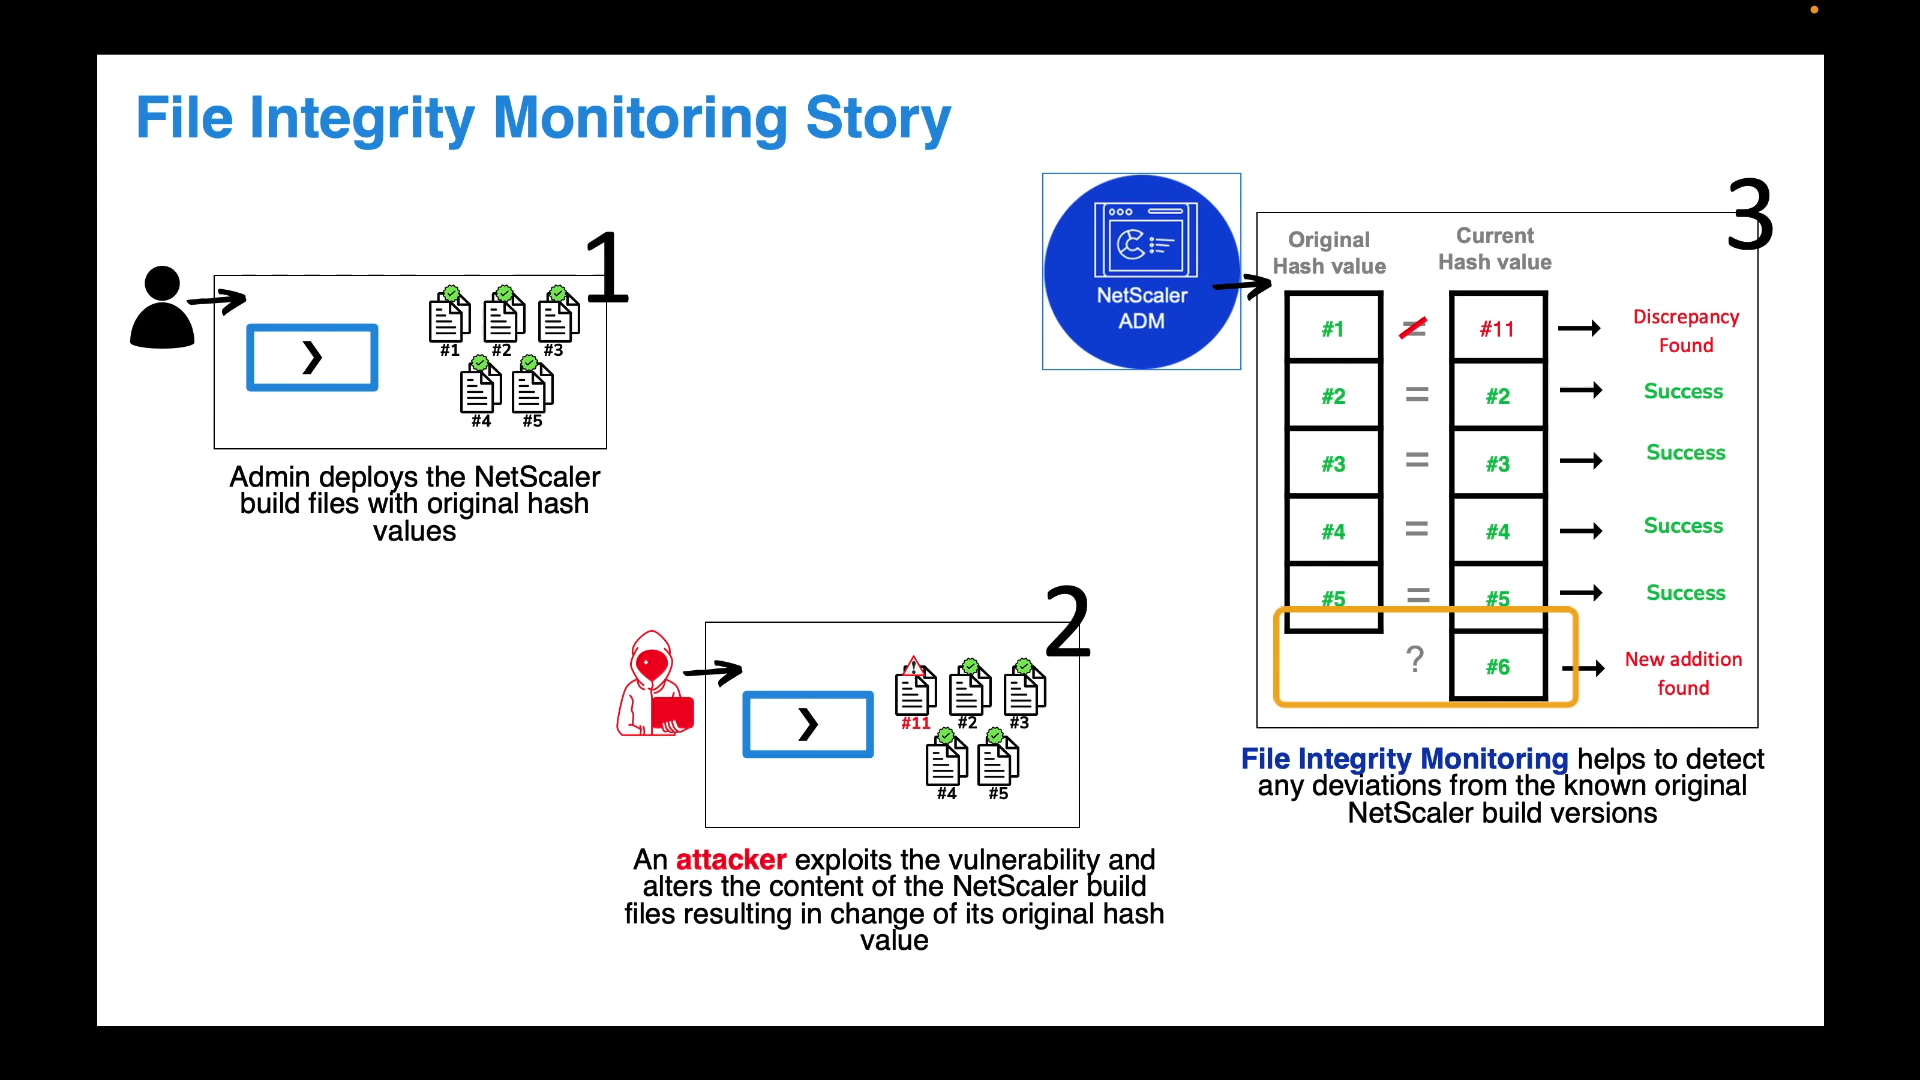 File Integrity Monitoring Story
1
#1 #2 #3
#4 #5
Admin deploys the NetScaler
build files with original hash
values
2
#11 #2 #3
#4 #5
An attacker exploits the vulnerability and
alters the content of the NetScaler build
files resulting in change of its original hash
value
NetScaler
ADM
3
Original
Hash value
Current
Hash value
#1 = #11 Discrepancy
Found
#2 = #2 Success
#3 = #3 Success
#4 = #4 Success
#5 = #5 Success
? #6 New addition
found
File Integrity Monitoring helps to detect
any deviations from the known original
NetScaler build versions